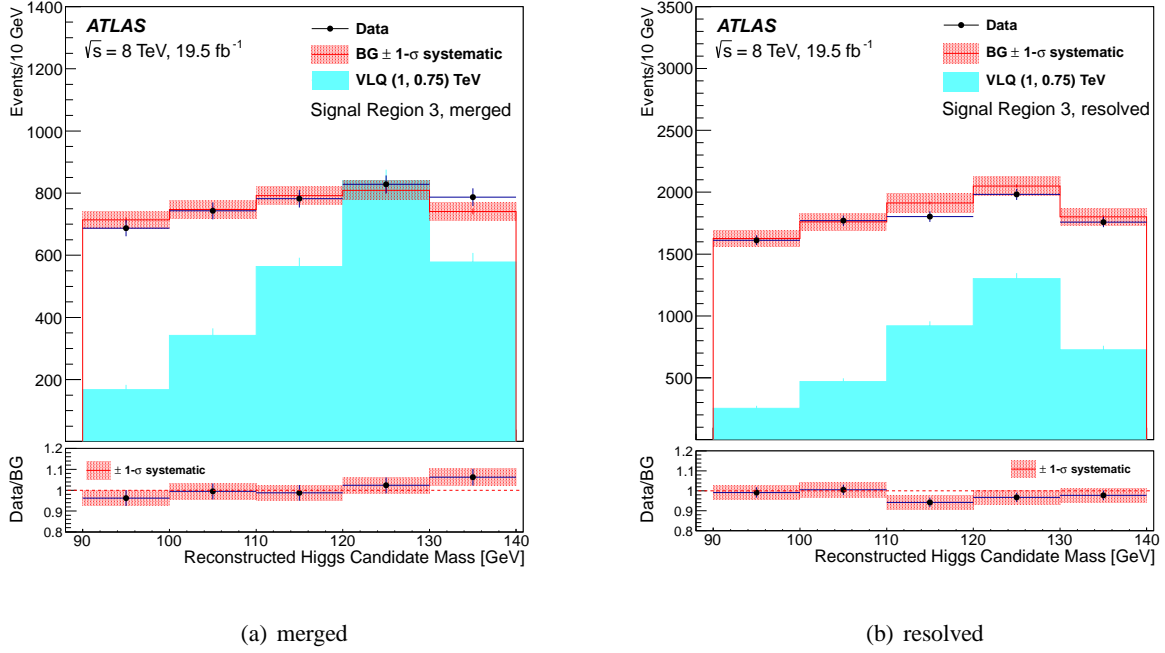 Events/10 GeV
1400
1200
1000
800
600
400
200
ATLAS
√s = 8 TeV, 19.5 fb⁻¹
Data
BG ± 1-σ systematic
VLQ (1, 0.75) TeV
Signal Region 3, merged
Data/BG
1.2
1.1
1
0.9
0.8
± 1-σ systematic
90 100 110 120 130 140
Reconstructed Higgs Candidate Mass [GeV]
(a) merged
Events/10 GeV
3500
3000
2500
2000
1500
1000
500
ATLAS
√s = 8 TeV, 19.5 fb⁻¹
Data
BG ± 1-σ systematic
VLQ (1, 0.75) TeV
Signal Region 3, resolved
Data/BG
1.2
1.1
1
0.9
0.8
± 1-σ systematic
90 100 110 120 130 140
Reconstructed Higgs Candidate Mass [GeV]
(b) resolved